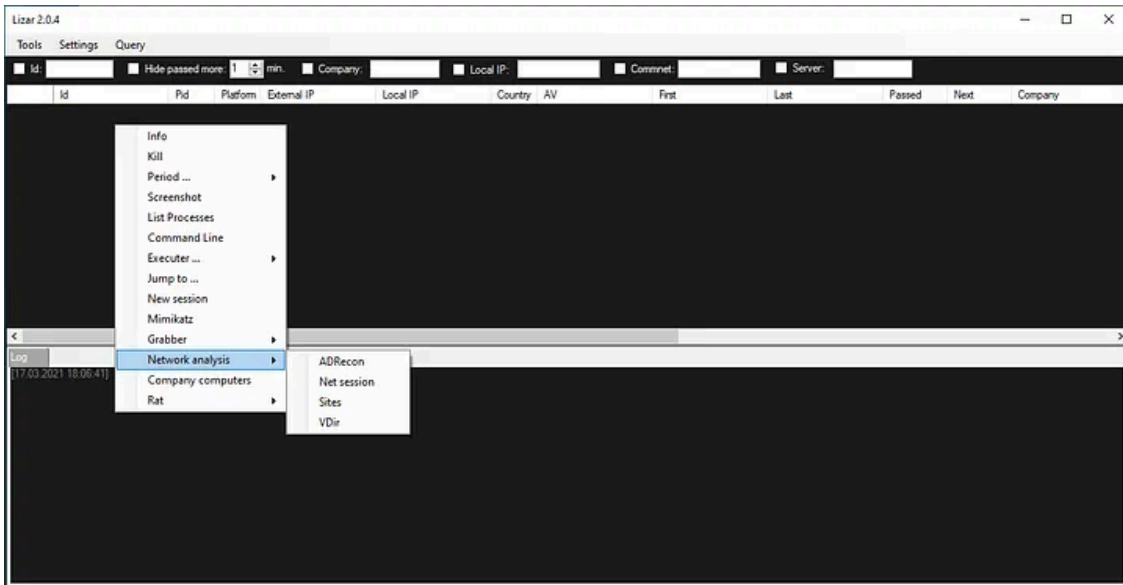 Lizar 2.0.4
Tools Settings Query
Id: Hide passed more: 1 min. Company: Local IP: Commnet: Server:
Id Pid Platform External IP Local IP Country AV First Last Passed Next Company
Info
Kill
Period ...
Screenshot
List Processes
Command Line
Executer ...
Jump to ...
New session
Mimikatz
Grabber
Network analysis
Company computers
Rat
ADRecon
Net session
Sites
VDir
Log
[17.03.2021 18:06:41]